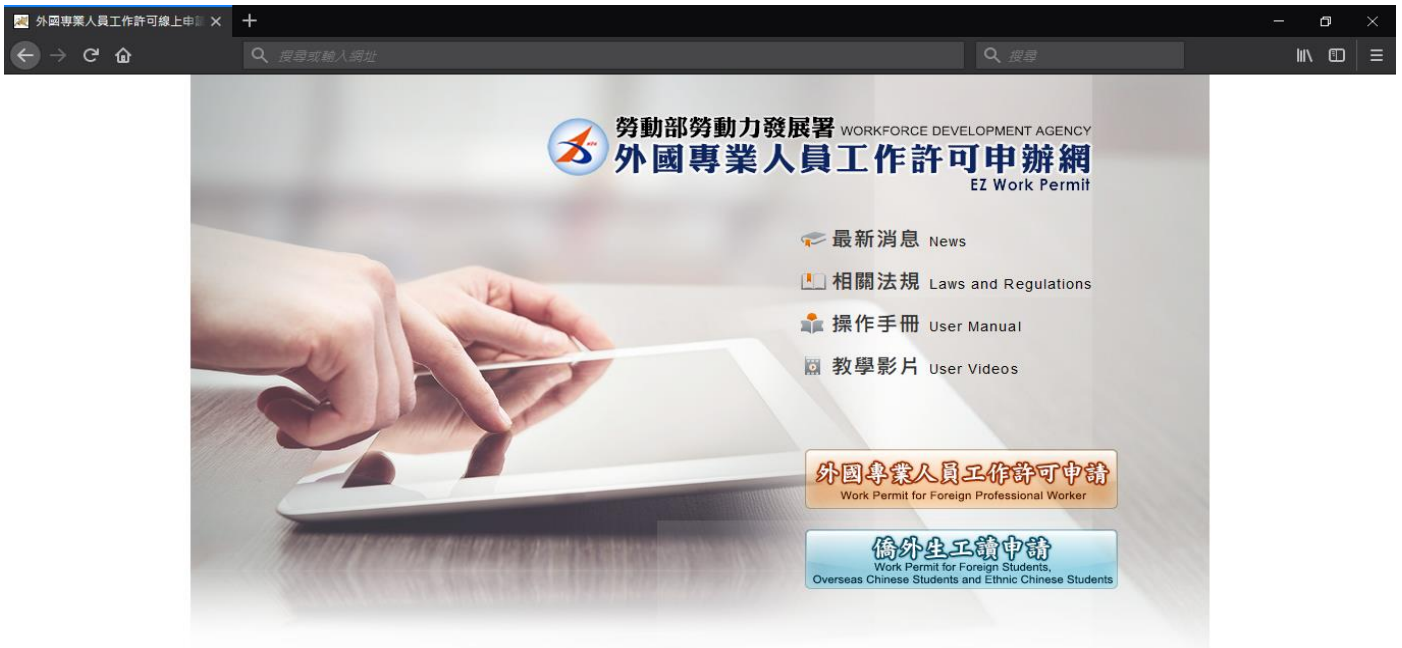 外國專業人員工作許可線上申
搜尋或輸入網址
搜尋
勞動部勞動力發展署 WORKFORCE DEVELOPMENT AGENCY
外國專業人員工作許可申辦網
EZ Work Permit
最新消息 News
相關法規 Laws and Regulations
操作手冊 User Manual
教學影片 User Videos
外國專業人員工作許可申請
Work Permit for Foreign Professional Worker
僑外生工讀申請
Work Permit for Foreign Students,
Overseas Chinese Students and Ethnic Chinese Students